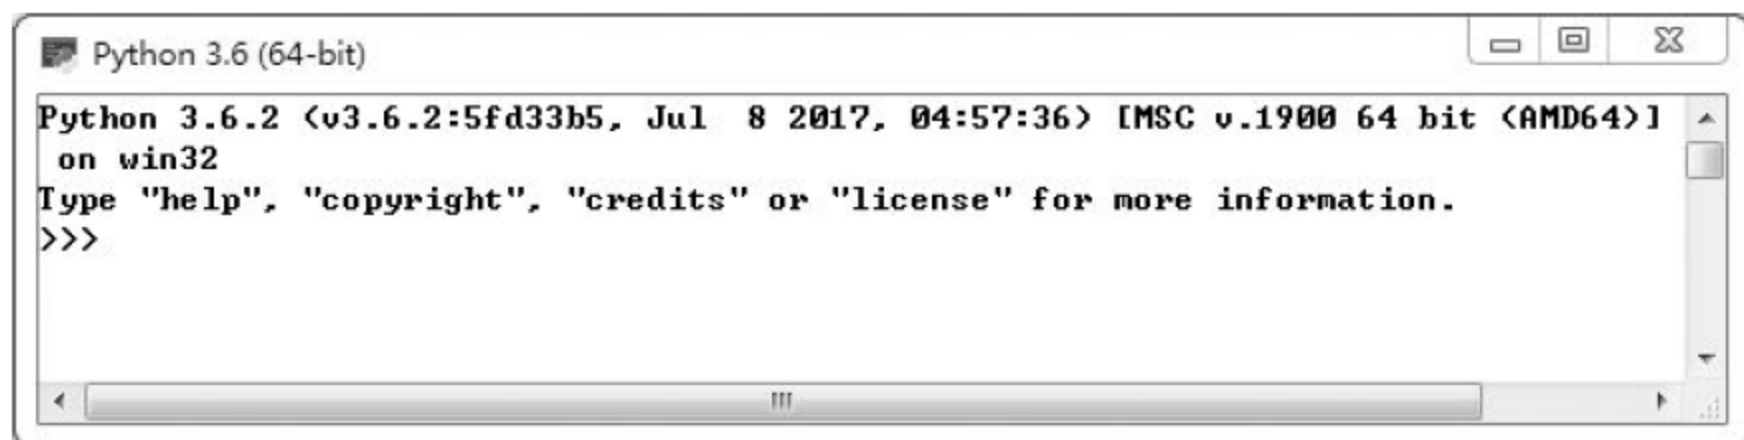 Python 3.6 (64-bit)
Python 3.6.2 (v3.6.2:5fd33b5, Jul  8 2017, 04:57:36) [MSC v.1900 64 bit (AMD64)]
 on win32
Type "help", "copyright", "credits" or "license" for more information.
>>>